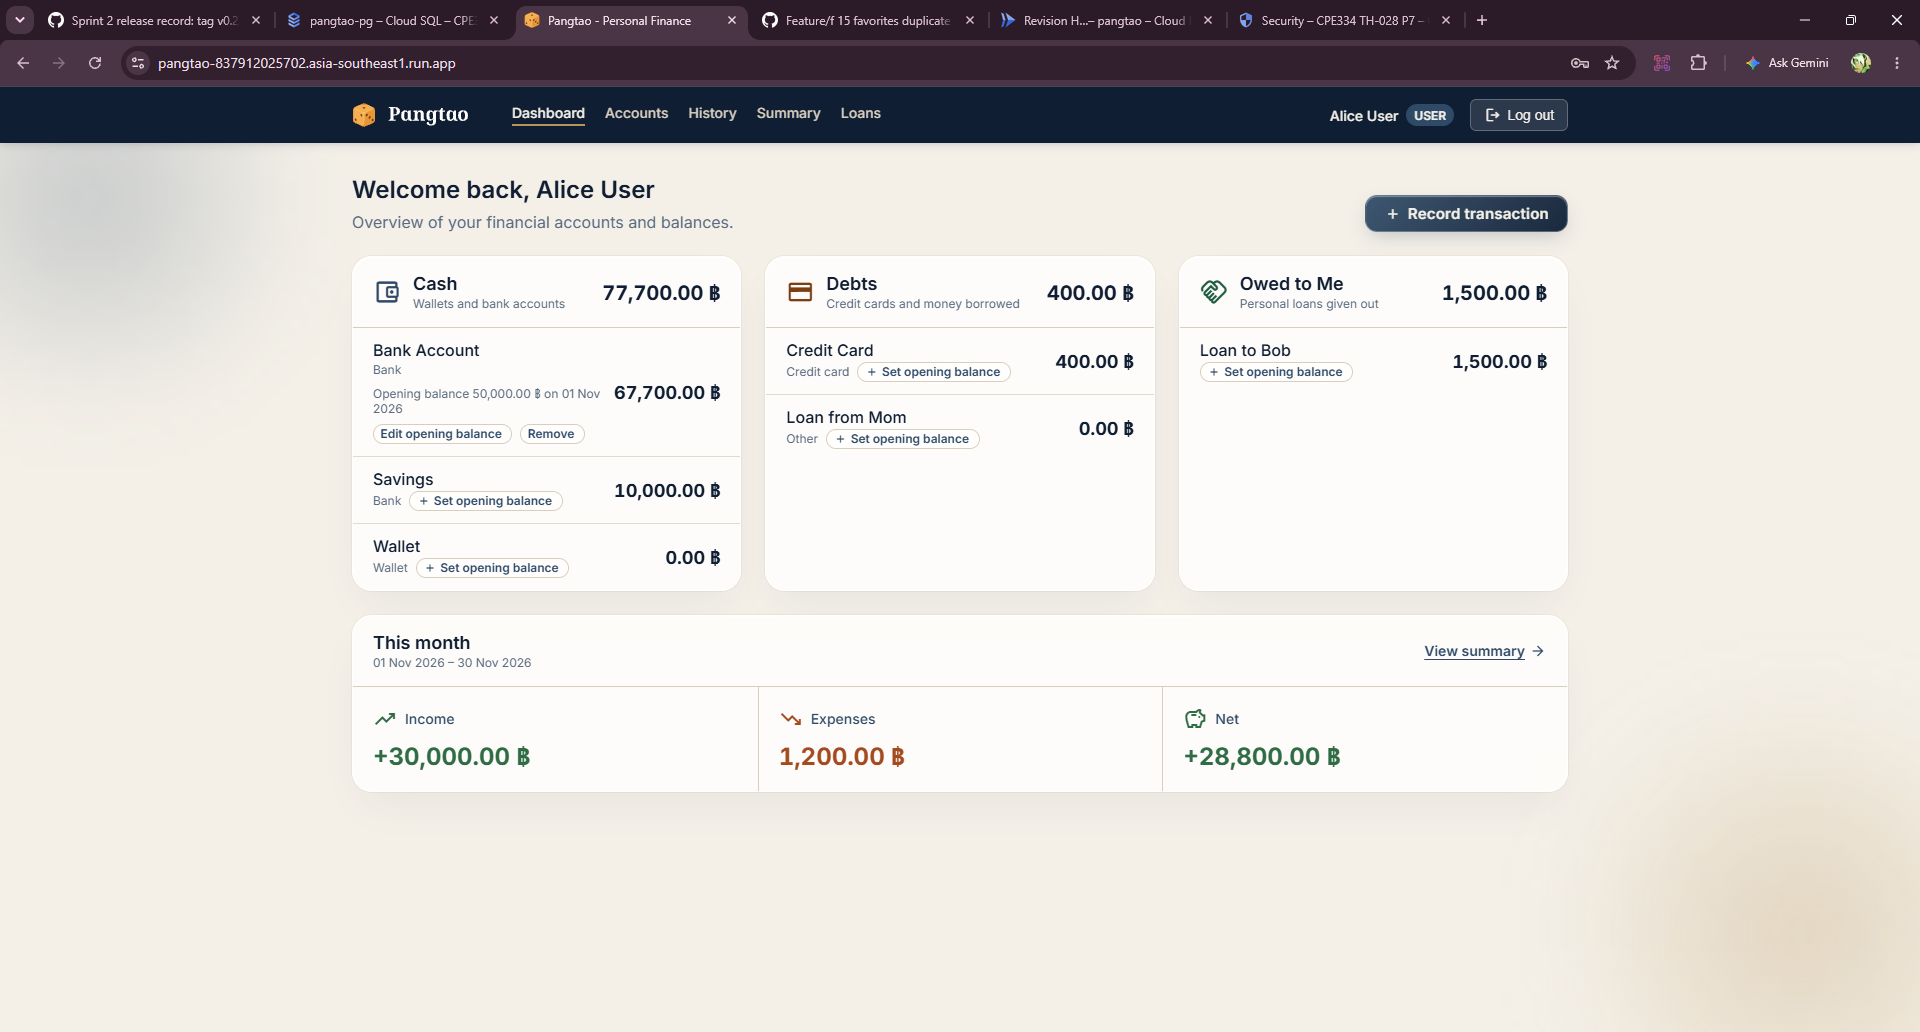 Sprint 2 release record: tag v0.2
pangtao-pg – Cloud SQL – CPE3
Pangtao - Personal Finance
Feature/f 15 favorites duplicate
Revision H...– pangtao – Cloud
Security – CPE334 TH-028 P7 –
pangtao-837912025702.asia-southeast1.run.app
Ask Gemini
Pangtao
Dashboard
Accounts
History
Summary
Loans
Alice User
USER
Log out
Welcome back, Alice User
Overview of your financial accounts and balances.
+ Record transaction
Cash
Wallets and bank accounts
77,700.00 ฿
Bank Account
Bank
Opening balance 50,000.00 ฿ on 01 Nov
2026
67,700.00 ฿
Edit opening balance
Remove
Savings
Bank
+ Set opening balance
10,000.00 ฿
Wallet
Wallet
+ Set opening balance
0.00 ฿
Debts
Credit cards and money borrowed
400.00 ฿
Credit Card
Credit card
+ Set opening balance
400.00 ฿
Loan from Mom
Other
+ Set opening balance
0.00 ฿
Owed to Me
Personal loans given out
1,500.00 ฿
Loan to Bob
+ Set opening balance
1,500.00 ฿
This month
01 Nov 2026 – 30 Nov 2026
View summary →
Income
+30,000.00 ฿
Expenses
1,200.00 ฿
Net
+28,800.00 ฿